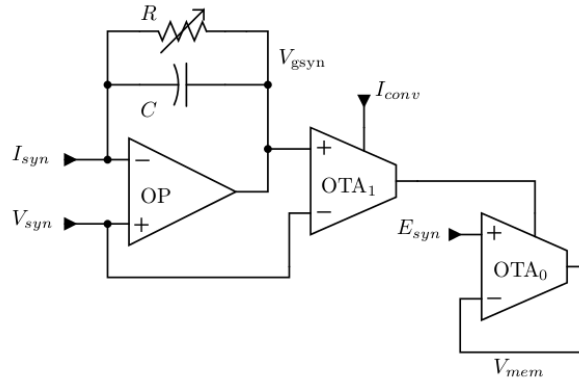 R
V_gsyn
C
I_conv
I_syn
−
OP
V_syn
+
+
OTA_1
−
E_syn
+
OTA_0
−
V_mem